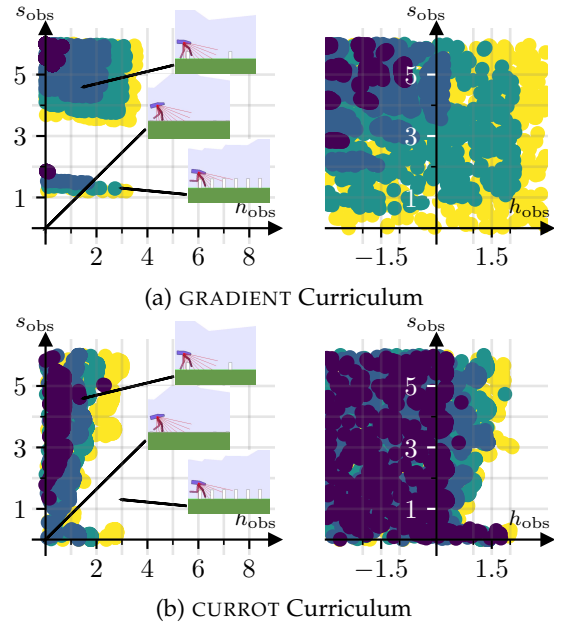 s_obs
5
3
1
h_obs
2 4 6 8
s_obs
5
3
1
h_obs
−1.5 1.5
(a) GRADIENT Curriculum
s_obs
5
3
1
h_obs
2 4 6 8
s_obs
5
3
1
h_obs
−1.5 1.5
(b) CURROT Curriculum